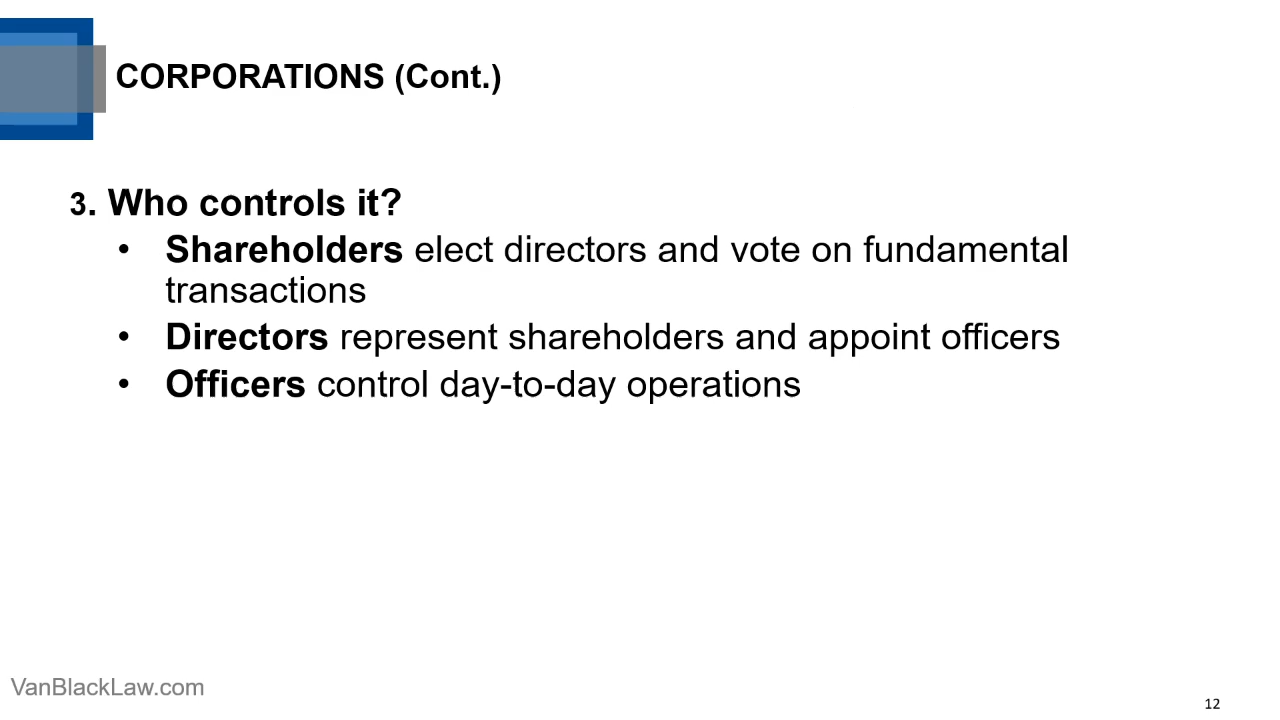 CORPORATIONS (Cont.)
3. Who controls it?
• Shareholders elect directors and vote on fundamental
transactions
• Directors represent shareholders and appoint officers
• Officers control day-to-day operations
VanBlackLaw.com
12